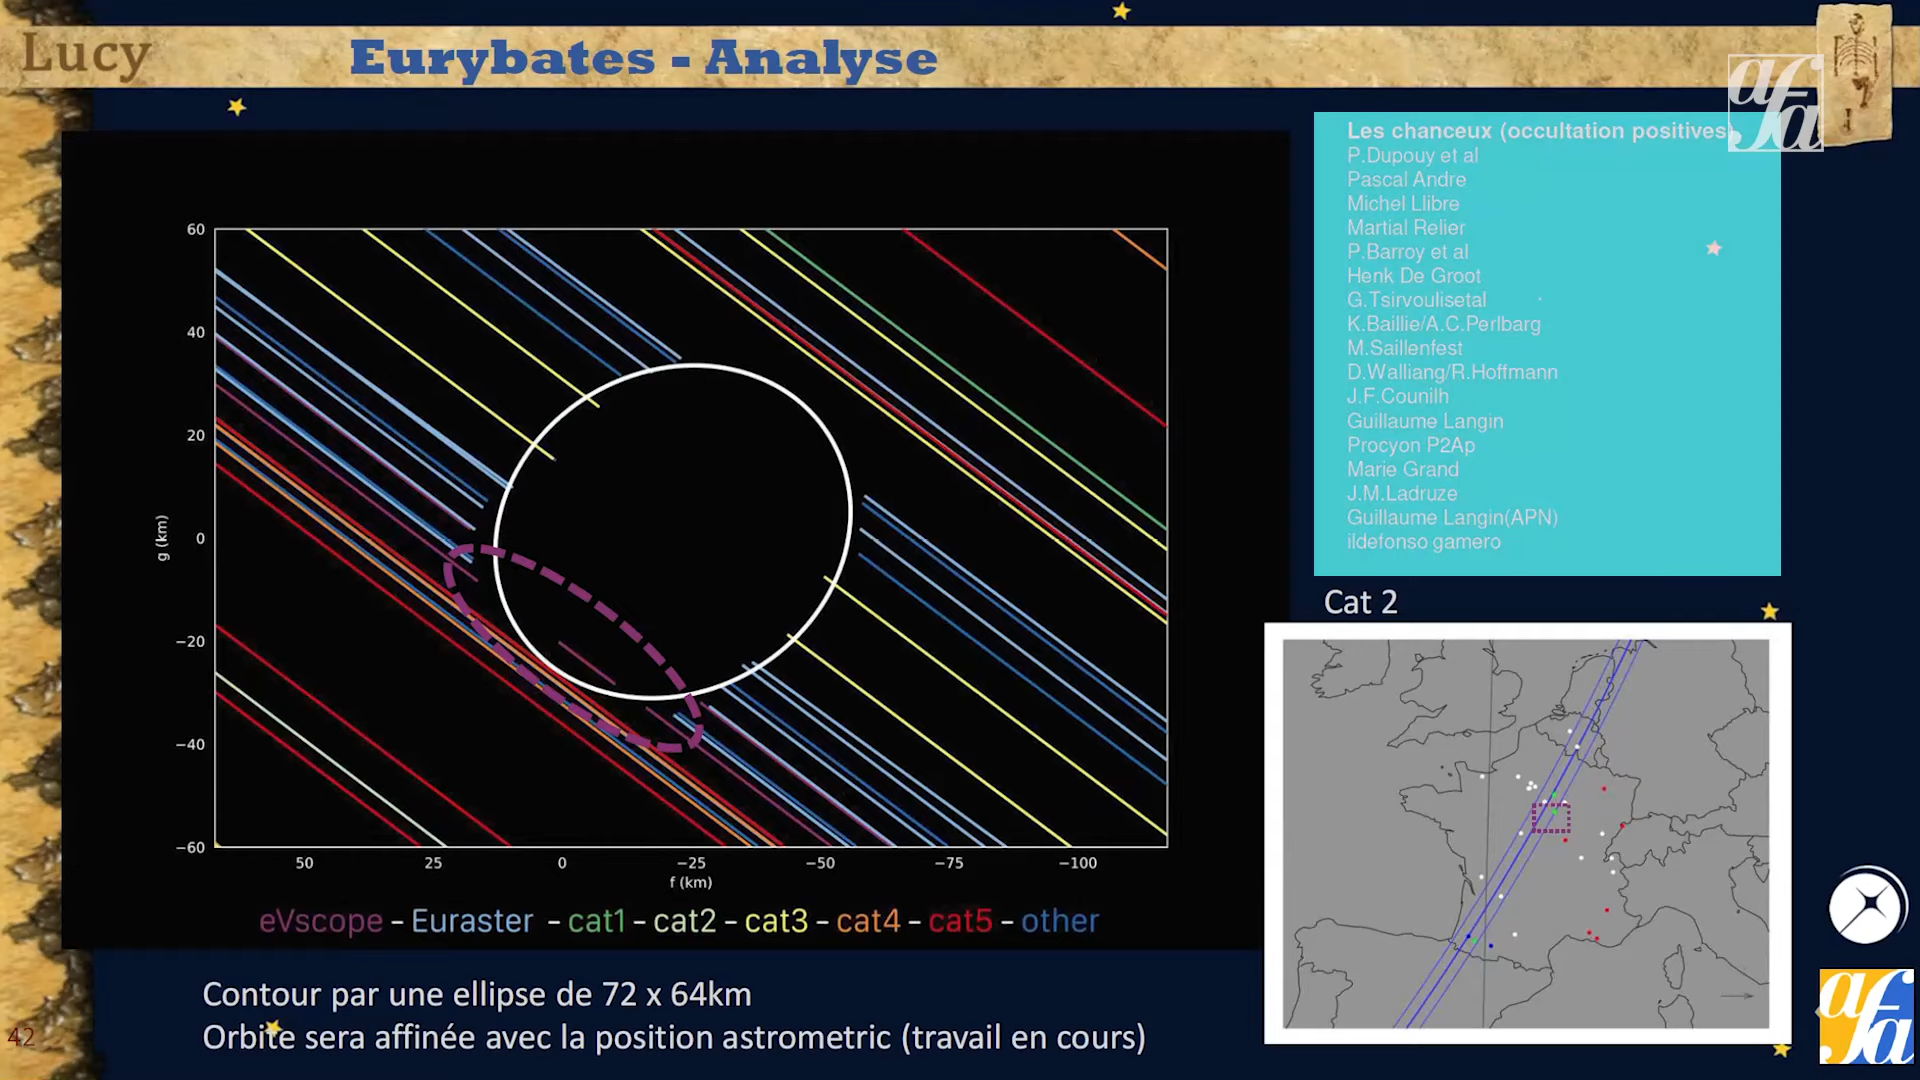 Lucy
Eurybates - Analyse
afa
Les chanceux (occultation positives
P.Dupouy et al
Pascal Andre
Michel Llibre
Martial Relier
P.Barroy et al
Henk De Groot
G.Tsirvoulisetal
K.Baillie/A.C.Perlbarg
M.Saillenfest
D.Walliang/R.Hoffmann
J.F.Counilh
Guillaume Langin
Procyon P2Ap
Marie Grand
J.M.Ladruze
Guillaume Langin(APN)
ildefonso gamero
Cat 2
60
40
20
0
−20
−40
−60
g (km)
50 25 0 −25 −50 −75 −100
f (km)
eVscope - Euraster - cat1 - cat2 - cat3 - cat4 - cat5 - other
Contour par une ellipse de 72 x 64km
Orbite sera affinée avec la position astrometric (travail en cours)
42
afa